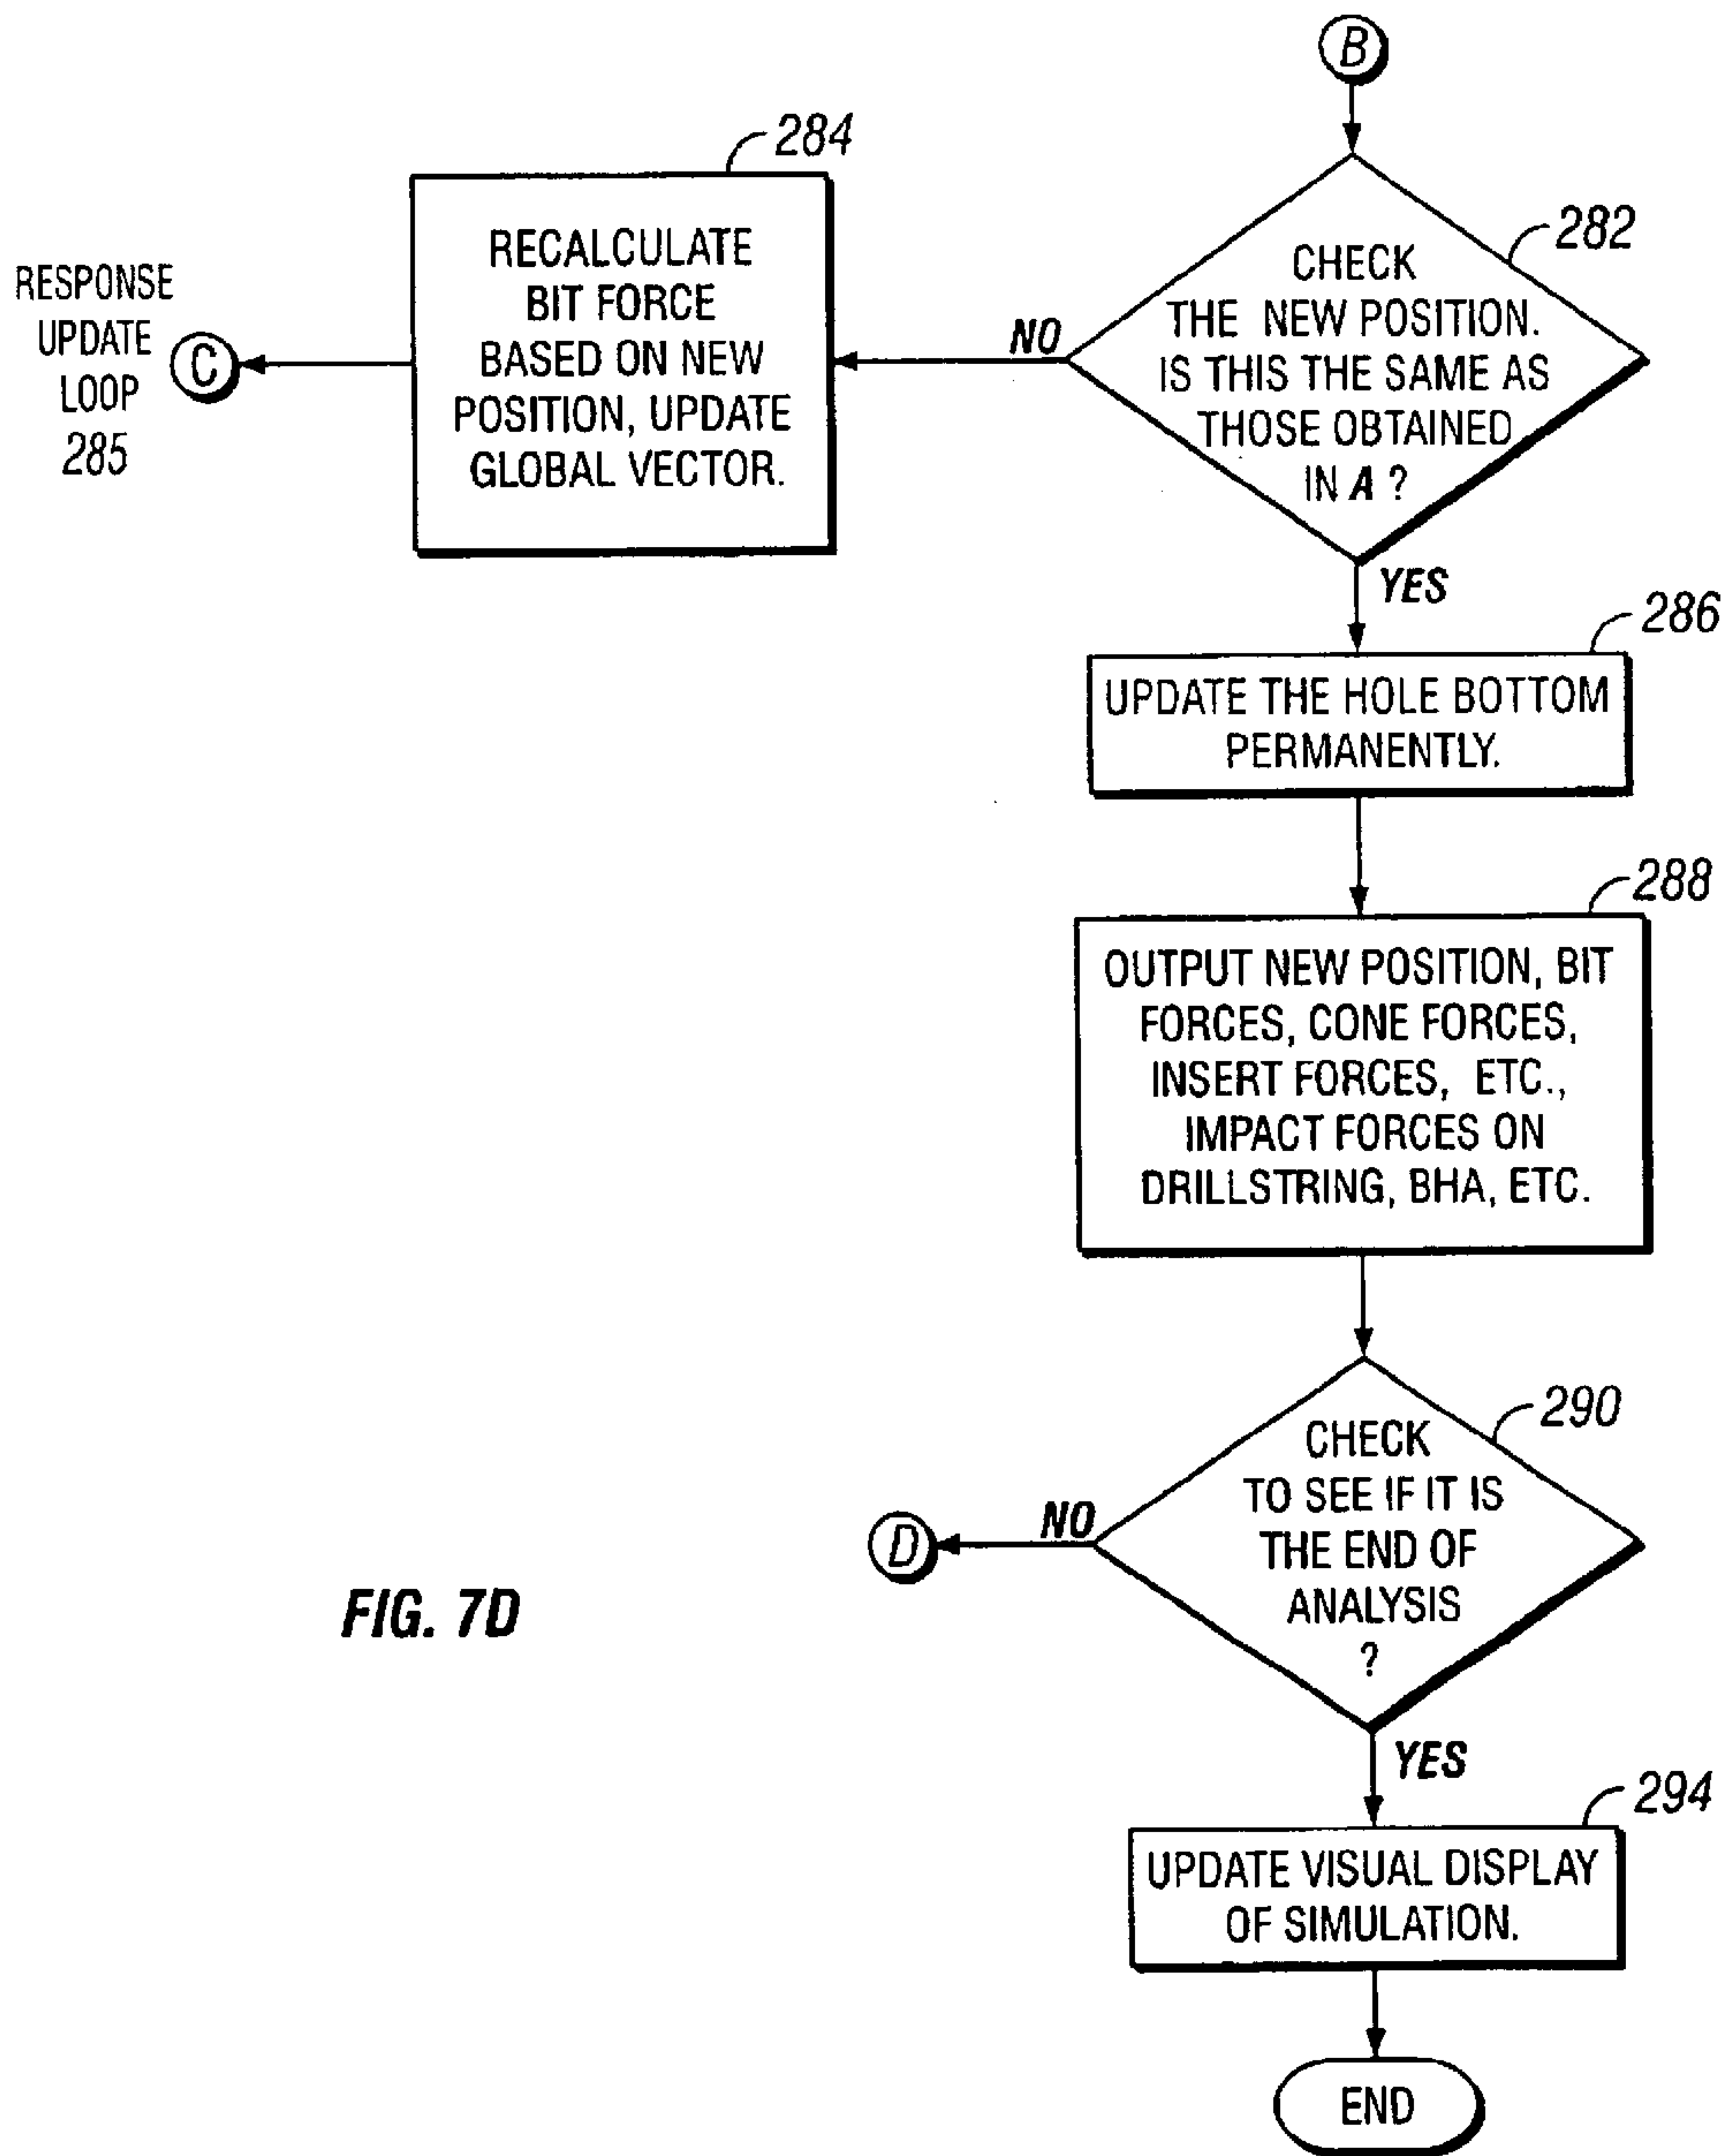 B
282
CHECK
THE NEW POSITION.
IS THIS THE SAME AS
THOSE OBTAINED
IN A ?
NO
284
RECALCULATE
BIT FORCE
BASED ON NEW
POSITION, UPDATE
GLOBAL VECTOR.
C
RESPONSE
UPDATE
LOOP
285
YES
286
UPDATE THE HOLE BOTTOM
PERMANENTLY.
288
OUTPUT NEW POSITION, BIT
FORCES, CONE FORCES,
INSERT FORCES, ETC.,
IMPACT FORCES ON
DRILLSTRING, BHA, ETC.
290
CHECK
TO SEE IF IT IS
THE END OF
ANALYSIS
?
NO
D
YES
294
UPDATE VISUAL DISPLAY
OF SIMULATION.
END
FIG. 7D